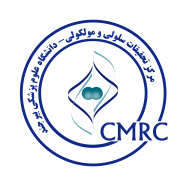 مرکز تحقیقات سلولی و مولکولی - دانشگاه علوم پزشکی بیرجند
CMRC